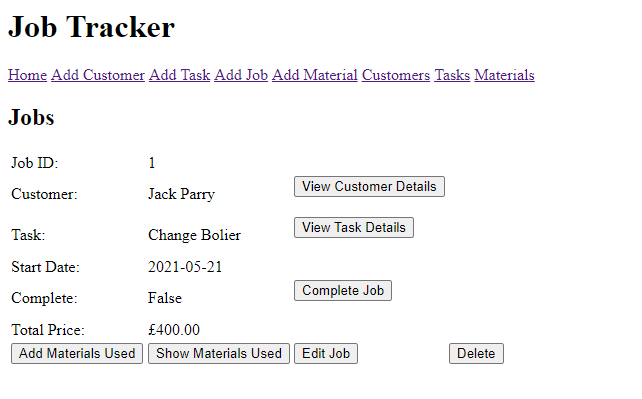 Job Tracker
Home Add Customer Add Task Add Job Add Material Customers Tasks Materials
Jobs
Job ID: 1
Customer: Jack Parry View Customer Details
Task: Change Bolier View Task Details
Start Date: 2021-05-21
Complete: False Complete Job
Total Price: £400.00
Add Materials Used Show Materials Used Edit Job Delete